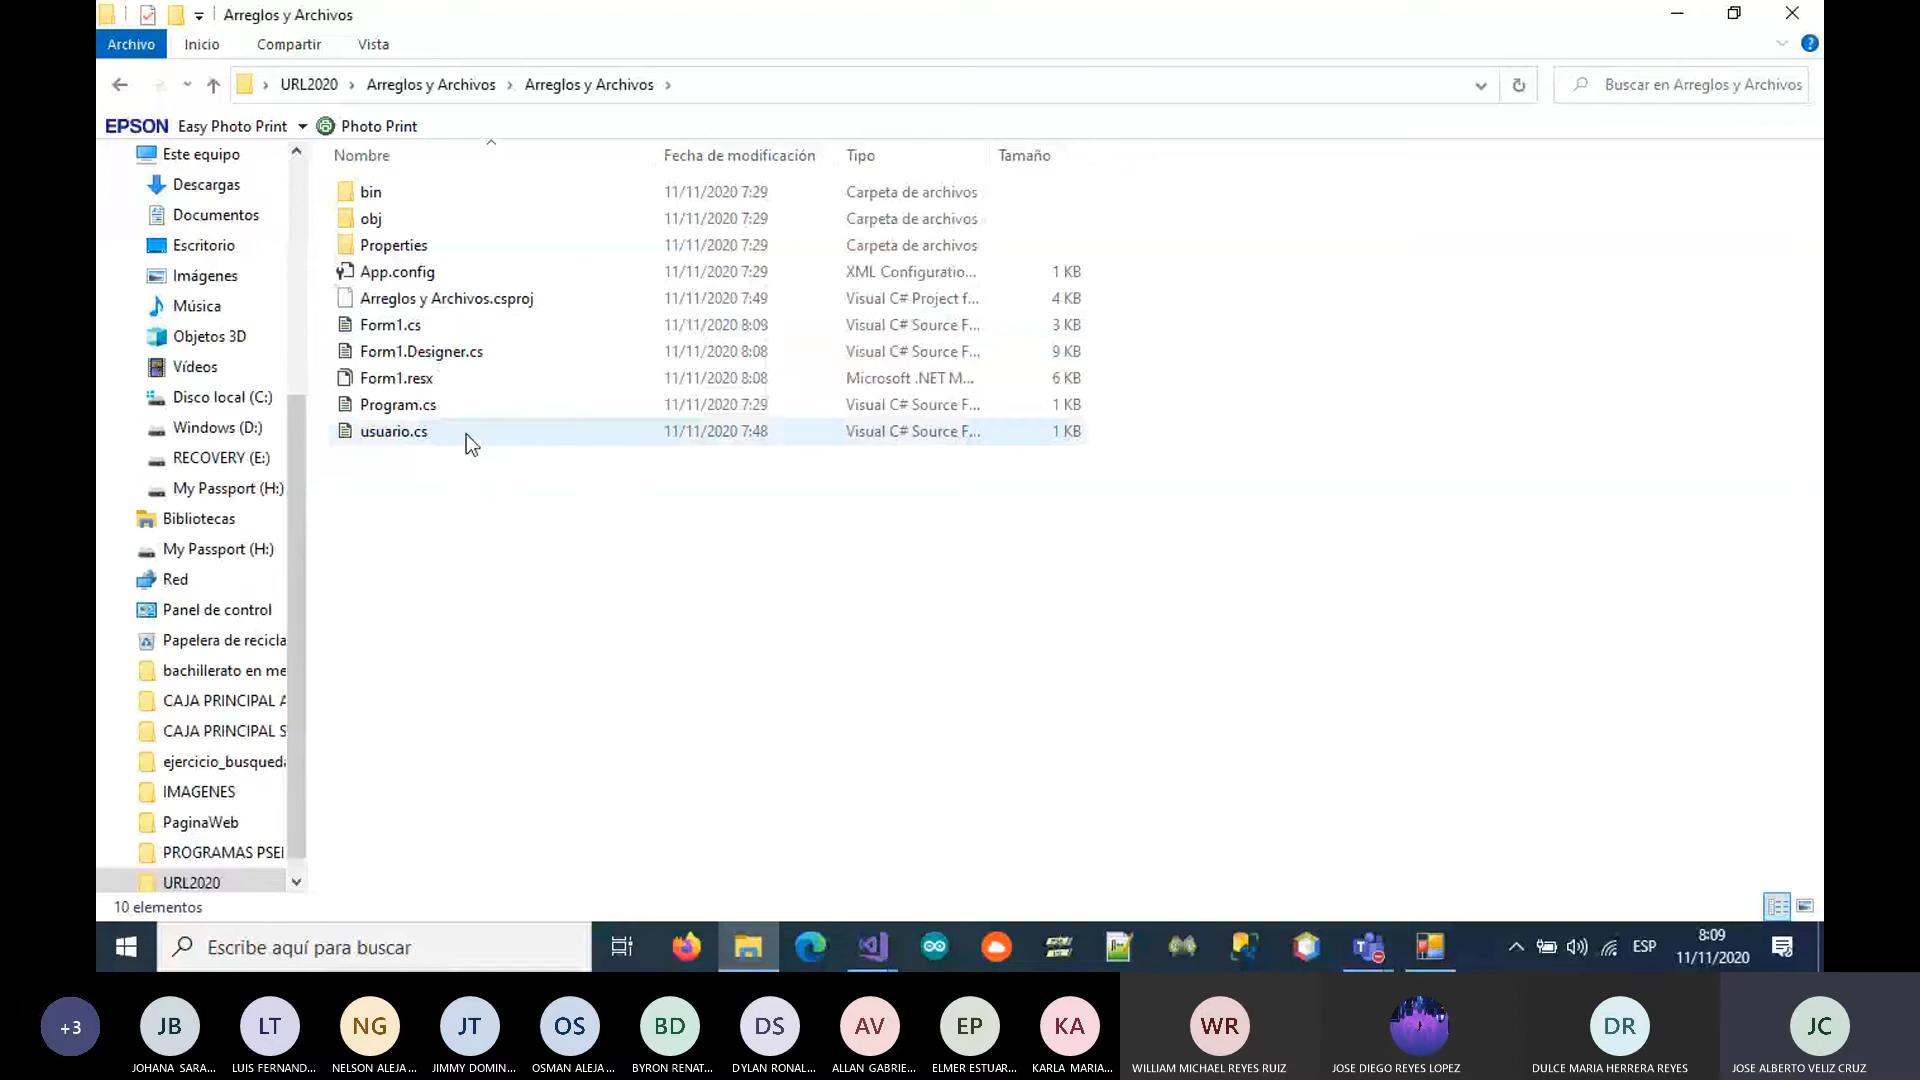 Arreglos y Archivos
Archivo Inicio Compartir Vista
URL2020 Arreglos y Archivos Arreglos y Archivos
Buscar en Arreglos y Archivos
EPSON Easy Photo Print Photo Print
Nombre Fecha de modificación Tipo Tamaño
Este equipo
Descargas
Documentos
Escritorio
Imágenes
Música
Objetos 3D
Vídeos
Disco local (C:)
Windows (D:)
RECOVERY (E:)
My Passport (H:)
Bibliotecas
My Passport (H:)
Red
Panel de control
Papelera de recicla
bachillerato en me
CAJA PRINCIPAL A
CAJA PRINCIPAL S
ejercicio_busqueda
IMAGENES
PaginaWeb
PROGRAMAS PSEI
URL2020
bin 11/11/2020 7:29 Carpeta de archivos
obj 11/11/2020 7:29 Carpeta de archivos
Properties 11/11/2020 7:29 Carpeta de archivos
App.config 11/11/2020 7:29 XML Configuratio... 1 KB
Arreglos y Archivos.csproj 11/11/2020 7:49 Visual C# Project f... 4 KB
Form1.cs 11/11/2020 8:09 Visual C# Source F... 3 KB
Form1.Designer.cs 11/11/2020 8:08 Visual C# Source F... 9 KB
Form1.resx 11/11/2020 8:08 Microsoft .NET M... 6 KB
Program.cs 11/11/2020 7:29 Visual C# Source F... 1 KB
usuario.cs 11/11/2020 7:48 Visual C# Source F... 1 KB
10 elementos
Escribe aquí para buscar
ESP
8:09
11/11/2020
+3 JB LT NG JT OS BD DS AV EP KA WR DR JC
JOHANA SARA... LUIS FERNAND... NELSON ALEJA... JIMMY DOMIN... OSMAN ALEJA... BYRON RENAT... DYLAN RONAL... ALLAN GABRIE... ELMER ESTUAR... KARLA MARIA... WILLIAM MICHAEL REYES RUIZ JOSE DIEGO REYES LOPEZ DULCE MARIA HERRERA REYES JOSE ALBERTO VELIZ CRUZ